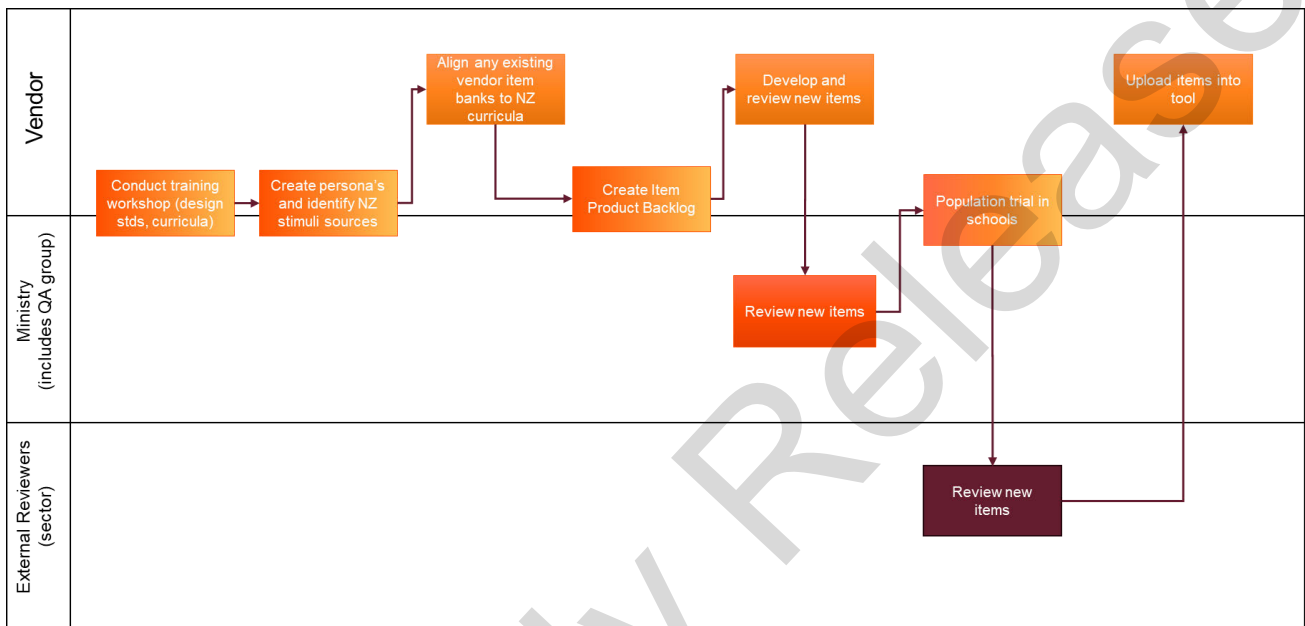 Vendor
Conduct training
workshop (design
stds, curricula)
Create persona's
and identify NZ
stimuli sources
Align any existing
vendor item
banks to NZ
curricula
Create Item
Product Backlog
Develop and
review new items
Population trial in
schools
Upload items into
tool
Ministry
(includes QA group)
Review new items
External Reviewers
(sector)
Review new
items
ly Release